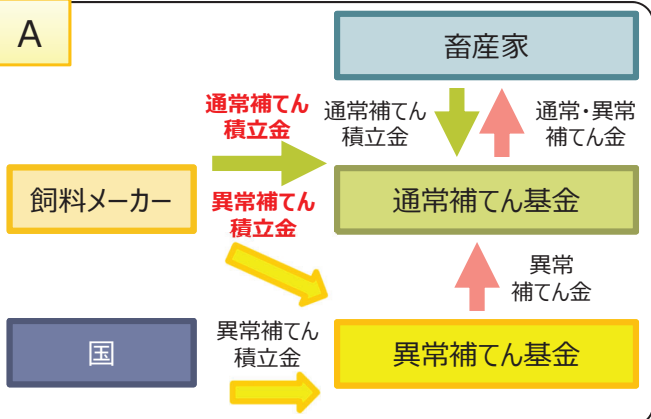 A
畜産家
通常補てん
積立金
通常補てん
積立金
通常・異常
補てん金
飼料メーカー
異常補てん
積立金
通常補てん基金
異常
補てん金
国
異常補てん
積立金
異常補てん基金